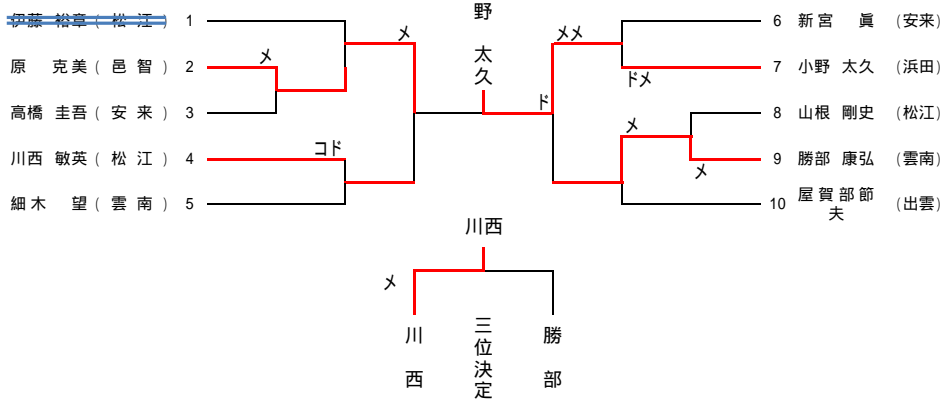 野太久
伊藤 裕章 ( 松 江 ) 1
原 克美 ( 邑 智 ) 2
高橋 圭吾 ( 安 来 ) 3
川西 敏英 ( 松 江 ) 4
細木 望 ( 雲 南 ) 5
メ
メ
コド
メメ
ドメ
ド
メ
メ
6 新宮 眞 (安来)
7 小野 太久 (浜田)
8 山根 剛史 (松江)
9 勝部 康弘 (雲南)
10 屋賀部節夫 (出雲)
川西
メ
川西
三位決定
勝部